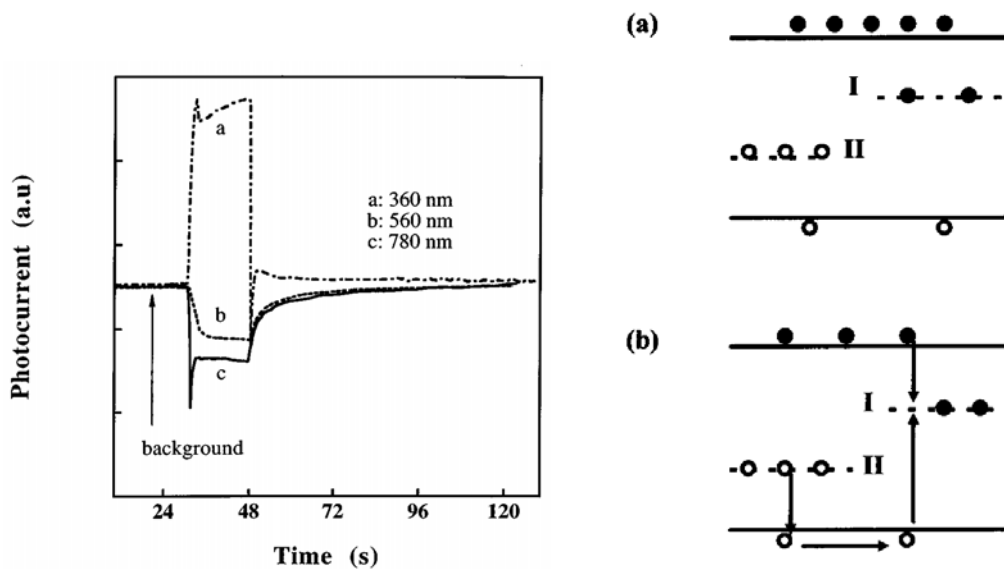 Photocurrent (a.u)
a
b
c
a: 360 nm
b: 560 nm
c: 780 nm
background
24 48 72 96 120
Time (s)
(a)
I
II
(b)
I
II